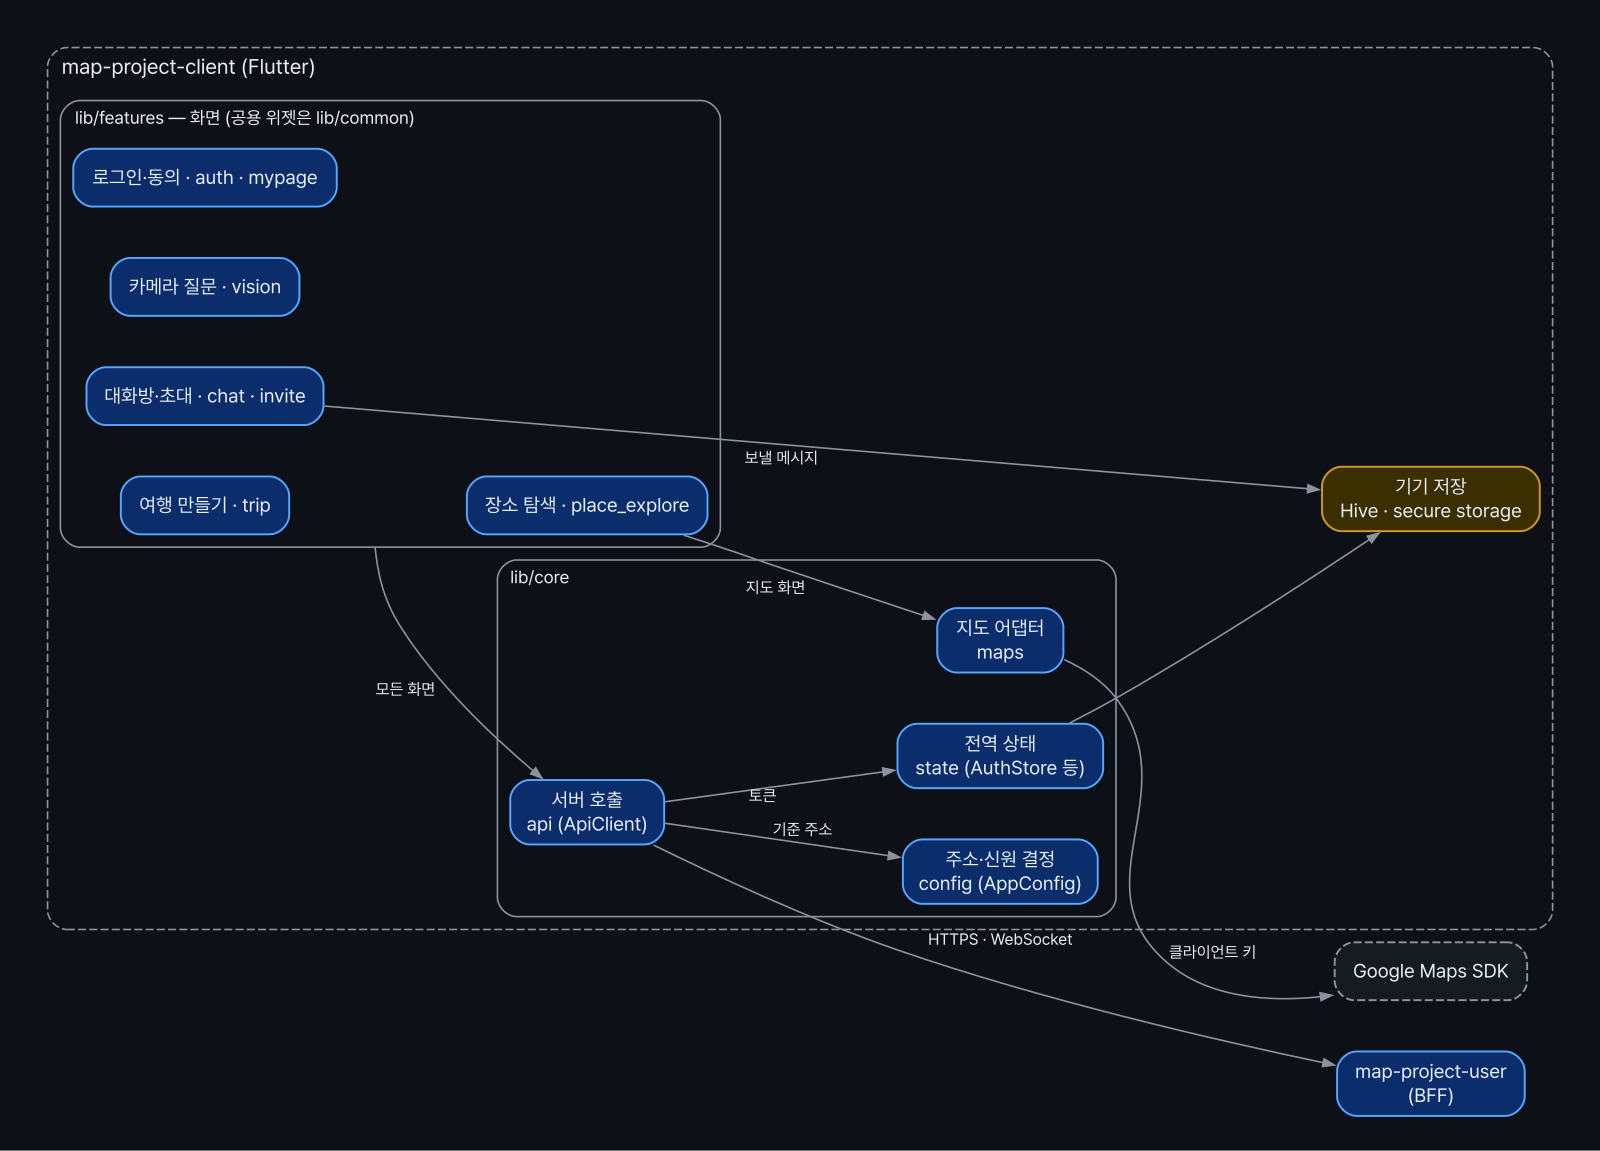 map-project-client (Flutter)
lib/features — 화면 (공용 위젯은 lib/common)
로그인·동의 · auth · mypage
카메라 질문 · vision
대화방·초대 · chat · invite
보낼 메시지
여행 만들기 · trip
장소 탐색 · place_explore
기기 저장
Hive · secure storage
lib/core
지도 화면
지도 어댑터
maps
모든 화면
전역 상태
state (AuthStore 등)
서버 호출
api (ApiClient)
토큰
기준 주소
주소·신원 결정
config (AppConfig)
HTTPS · WebSocket
클라이언트 키
Google Maps SDK
map-project-user
(BFF)